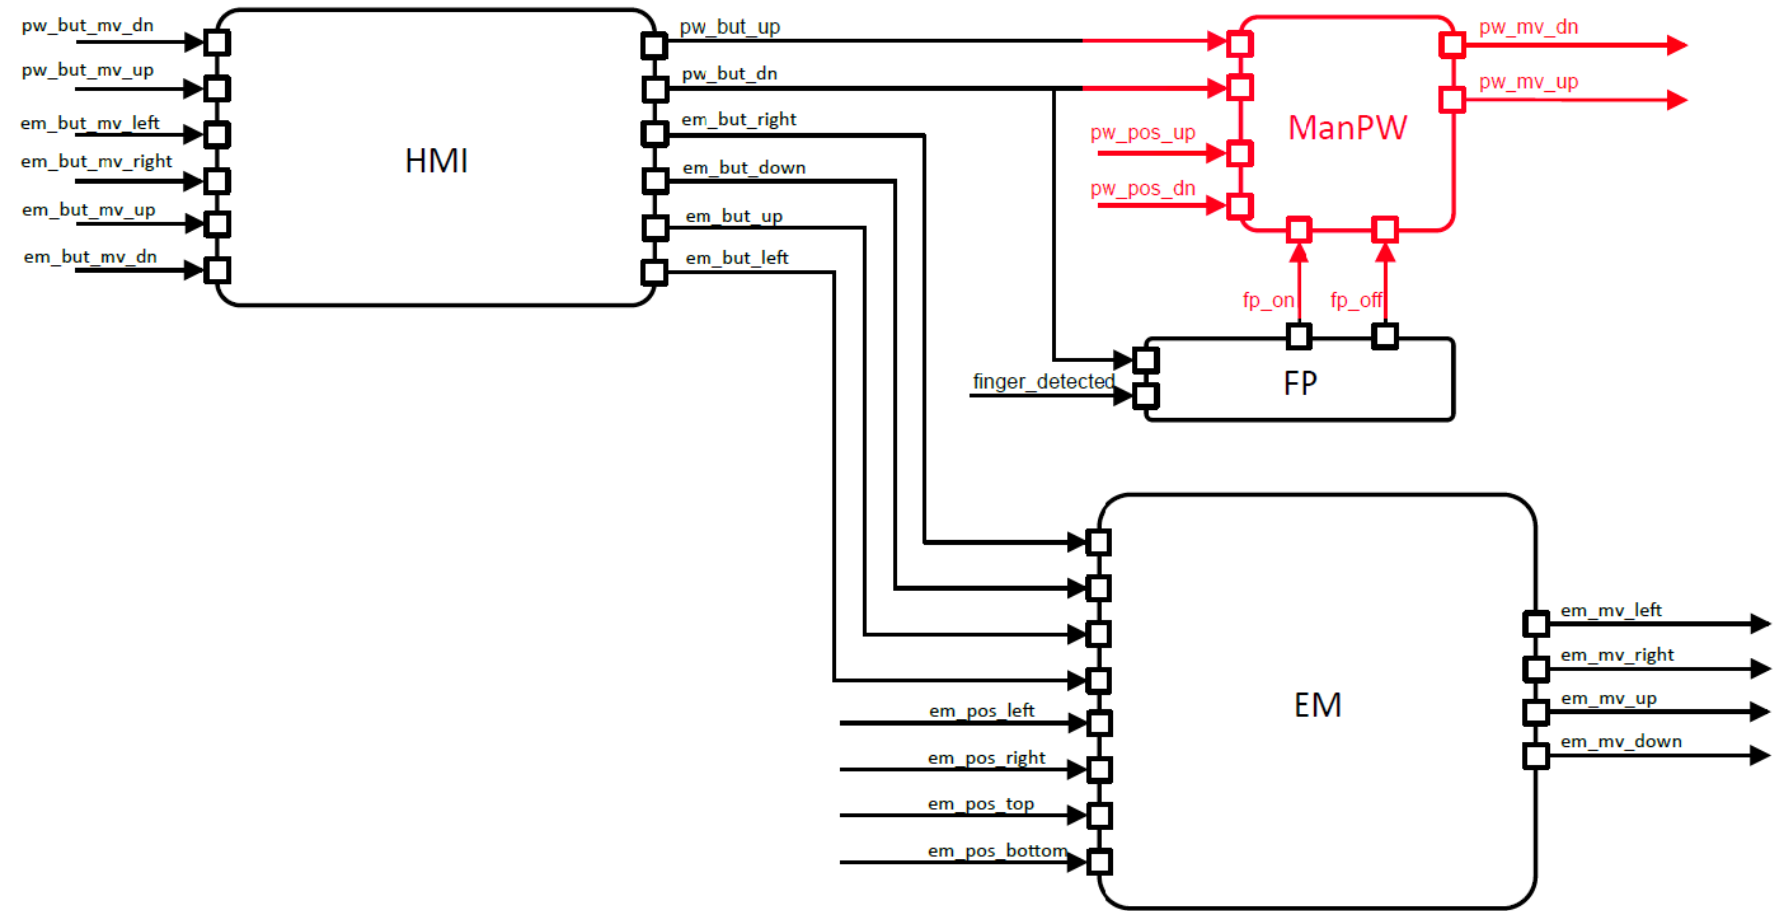 pw_but_mv_dn
pw_but_mv_up
em_but_mv_left
em_but_mv_right
em_but_mv_up
em_but_mv_dn
HMI
pw_but_up
pw_but_dn
em_but_right
em_but_down
em_but_up
em_but_left
pw_pos_up
pw_pos_dn
ManPW
pw_mv_dn
pw_mv_up
fp_on
fp_off
finger_detected
FP
em_pos_left
em_pos_right
em_pos_top
em_pos_bottom
EM
em_mv_left
em_mv_right
em_mv_up
em_mv_down